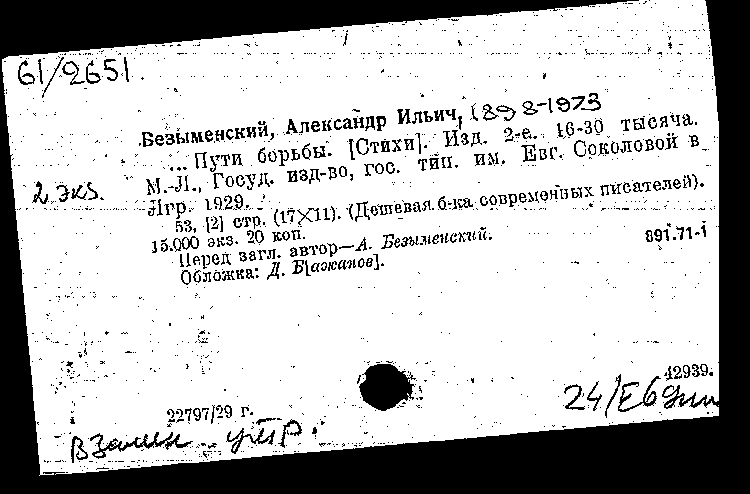 61/2651.
Безыменский, Александр Ильич, 1898-1973
... Пути борьбы. [Стихи]. Изд. 2-е. 16-30 тысяча.
2 экз.
М.-Л., Госуд. изд-во, гос. тип. им. Евг. Соколовой в
Лгр. 1929.
53, [2] стр. (17×11). (Дешевая б-ка современных писателей).
15.000 экз. 20 коп.
Перед загл. автор—А. Безыменский.
891.71-1
Обложка: Д. Б[ажанов].
42939.
22797/29 г.
24/
взамен утр.